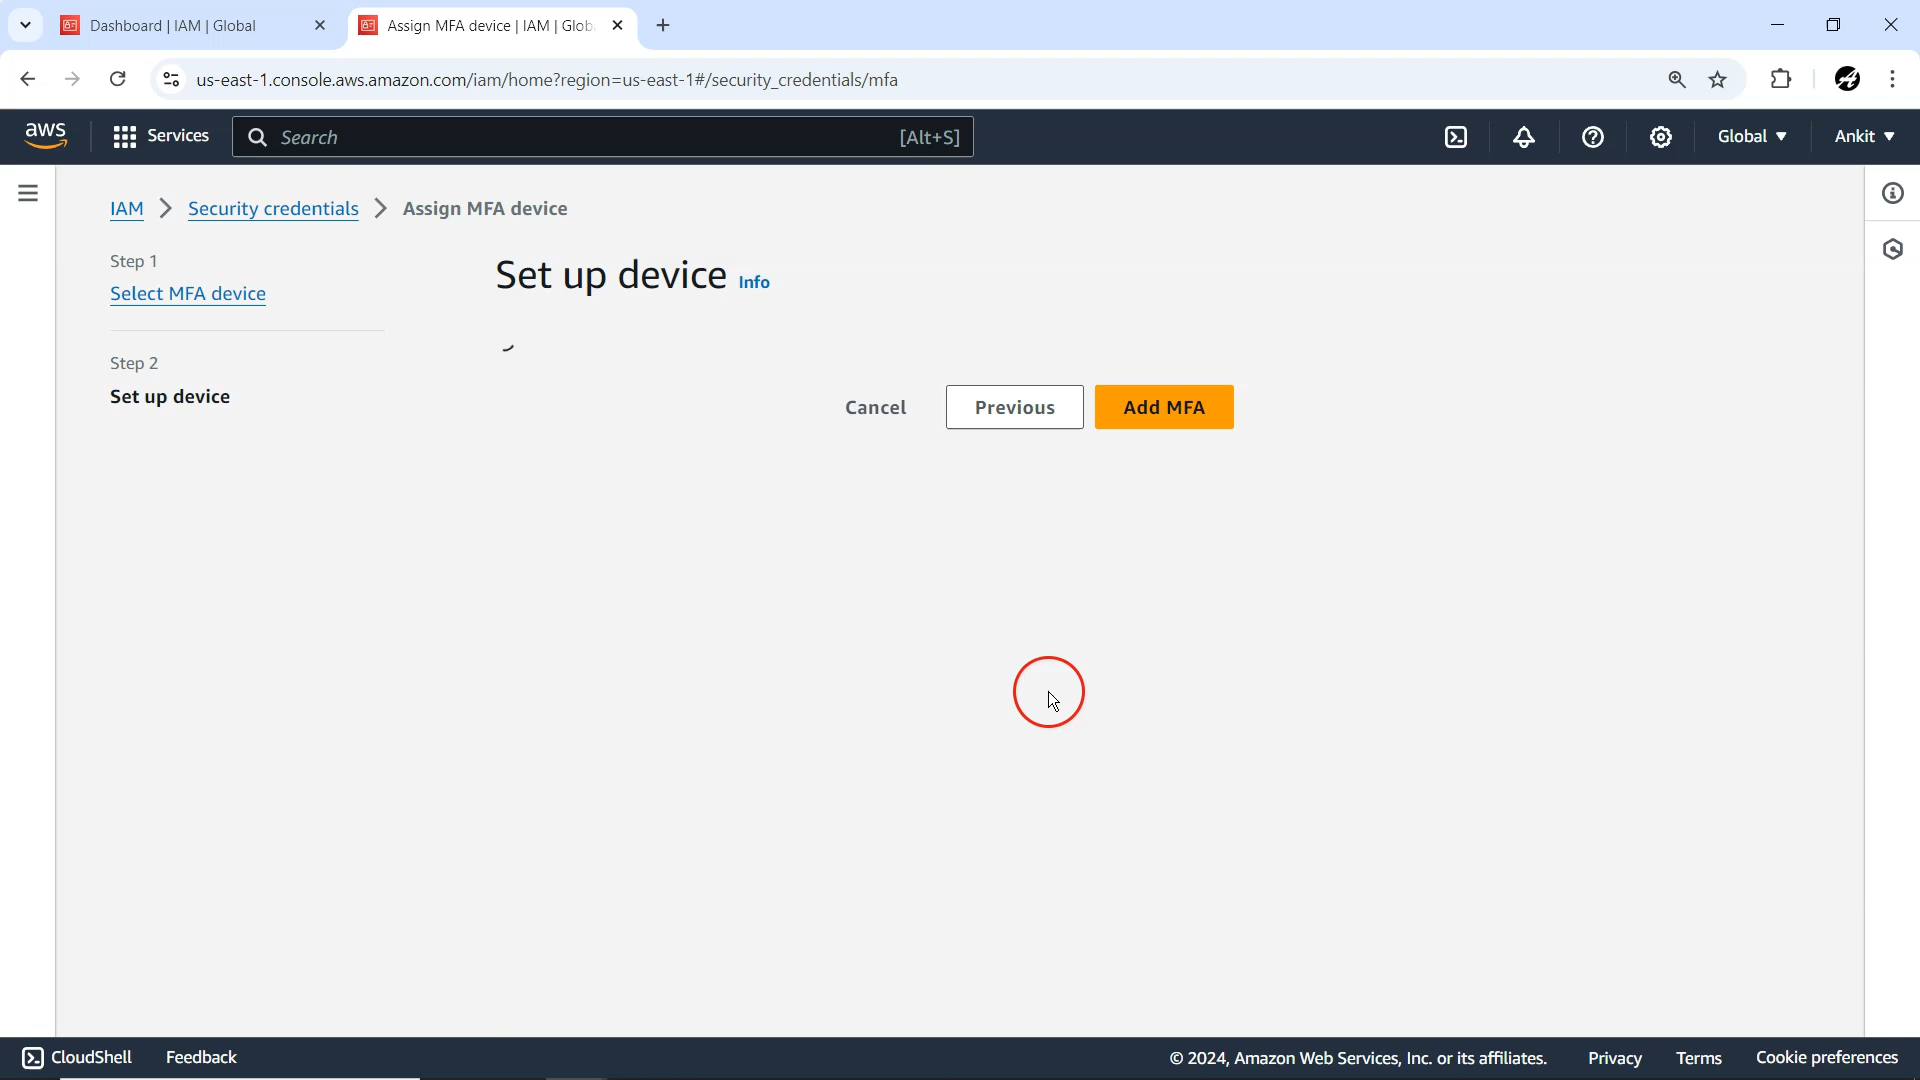 Dashboard | IAM | Global
Assign MFA device | IAM | Glob
us-east-1.console.aws.amazon.com/iam/home?region=us-east-1#/security_credentials/mfa
aws
Services
Search
[Alt+S]
Global
Ankit
IAM > Security credentials > Assign MFA device
Step 1
Select MFA device
Step 2
Set up device
Set up device Info
Cancel
Previous
Add MFA
CloudShell
Feedback
© 2024, Amazon Web Services, Inc. or its affiliates.
Privacy
Terms
Cookie preferences